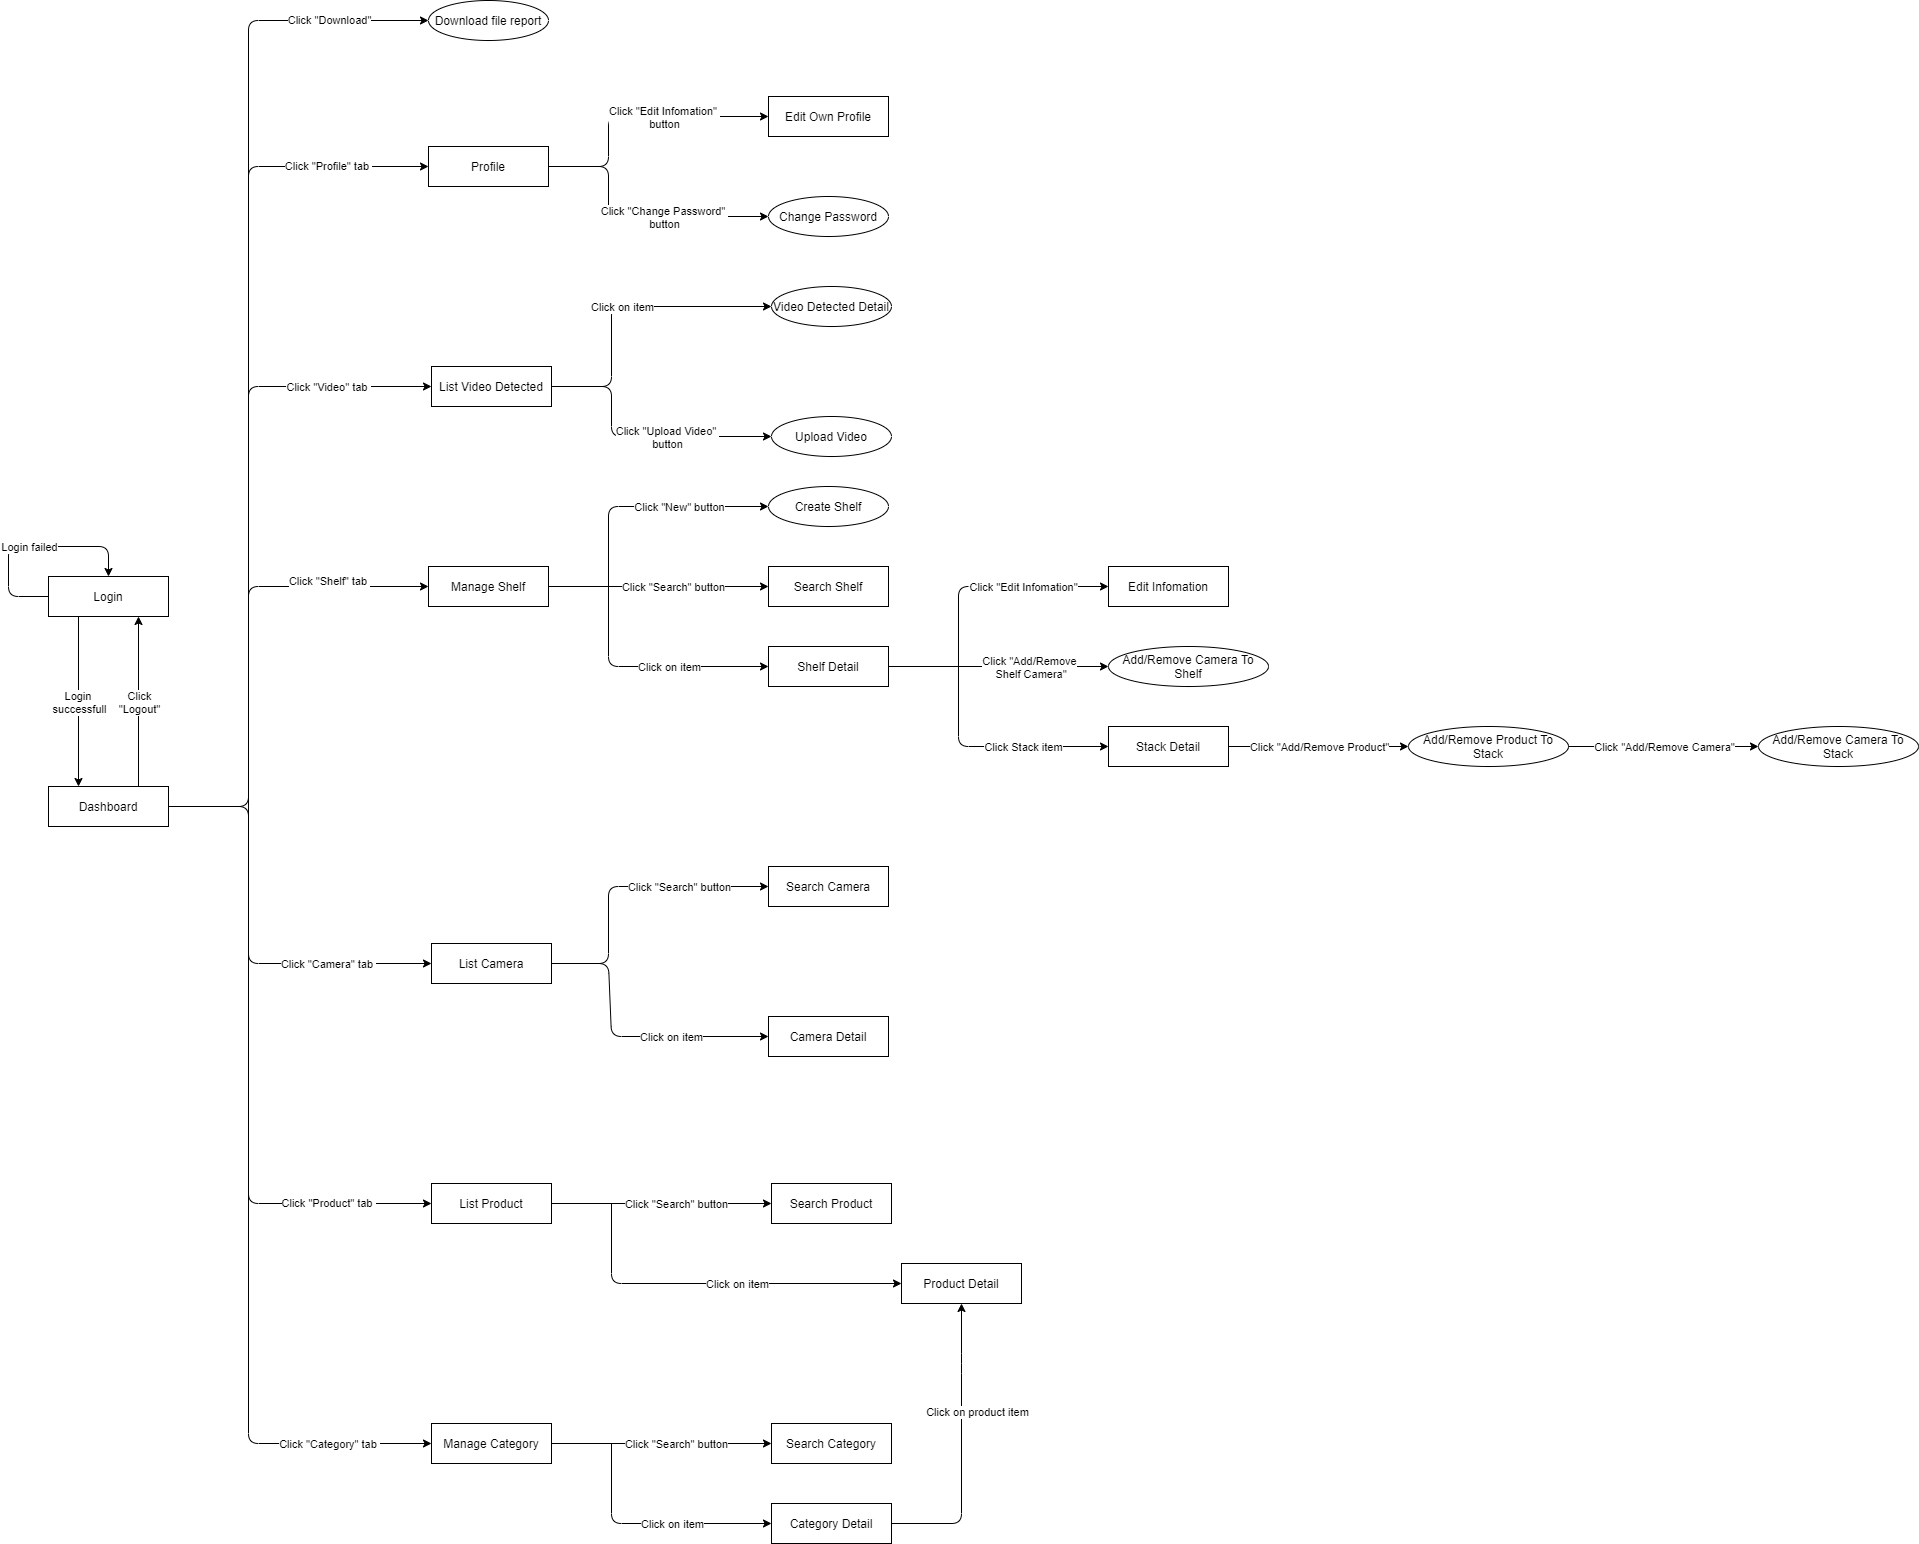 Click "Download"
Download file report
Click "Edit Infomation"
button
Edit Own Profile
Click "Profile" tab
Profile
Click "Change Password"
button
Change Password
Click on item
Video Detected Detail
Click "Video" tab
List Video Detected
Click "Upload Video"
button
Upload Video
Click "New" button
Create Shelf
Login failed
Login
Click "Shelf" tab
Manage Shelf
Click "Search" button
Search Shelf
Click "Edit Infomation"
Edit Infomation
Click on item
Shelf Detail
Click "Add/Remove
Shelf Camera"
Add/Remove Camera To
Shelf
Login
successfull
Click
"Logout"
Click Stack item
Stack Detail
Click "Add/Remove Product"
Add/Remove Product To
Stack
Click "Add/Remove Camera"
Add/Remove Camera To
Stack
Dashboard
Click "Search" button
Search Camera
Click "Camera" tab
List Camera
Click on item
Camera Detail
Click "Product" tab
List Product
Click "Search" button
Search Product
Click on item
Product Detail
Click on product item
Click "Category" tab
Manage Category
Click "Search" button
Search Category
Click on item
Category Detail